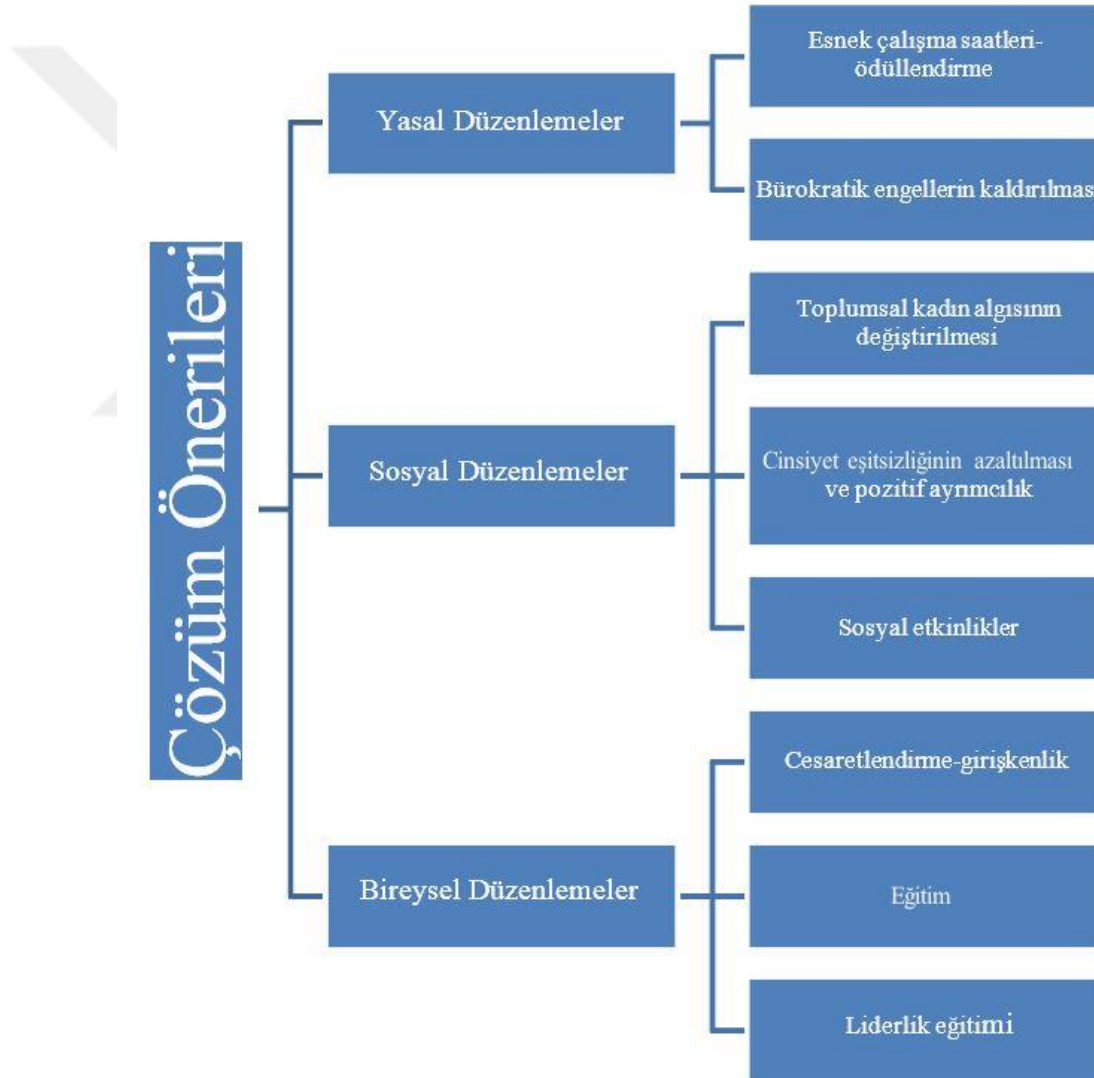 Çözüm Önerileri
Yasal Düzenlemeler
Esnek çalışma saatleri-
ödüllendirme
Bürokratik engellerin kaldırılmas
Sosyal Düzenlemeler
Toplumsal kadın algısının
değiştirilmesi
Cinsiyet eşitsizliğinin azaltılması
ve pozitif ayrımcılık
Sosyal etkinlikler
Bireysel Düzenlemeler
Cesaretlendirme-girişkenlik
Eğitim
Liderlik eğitimi